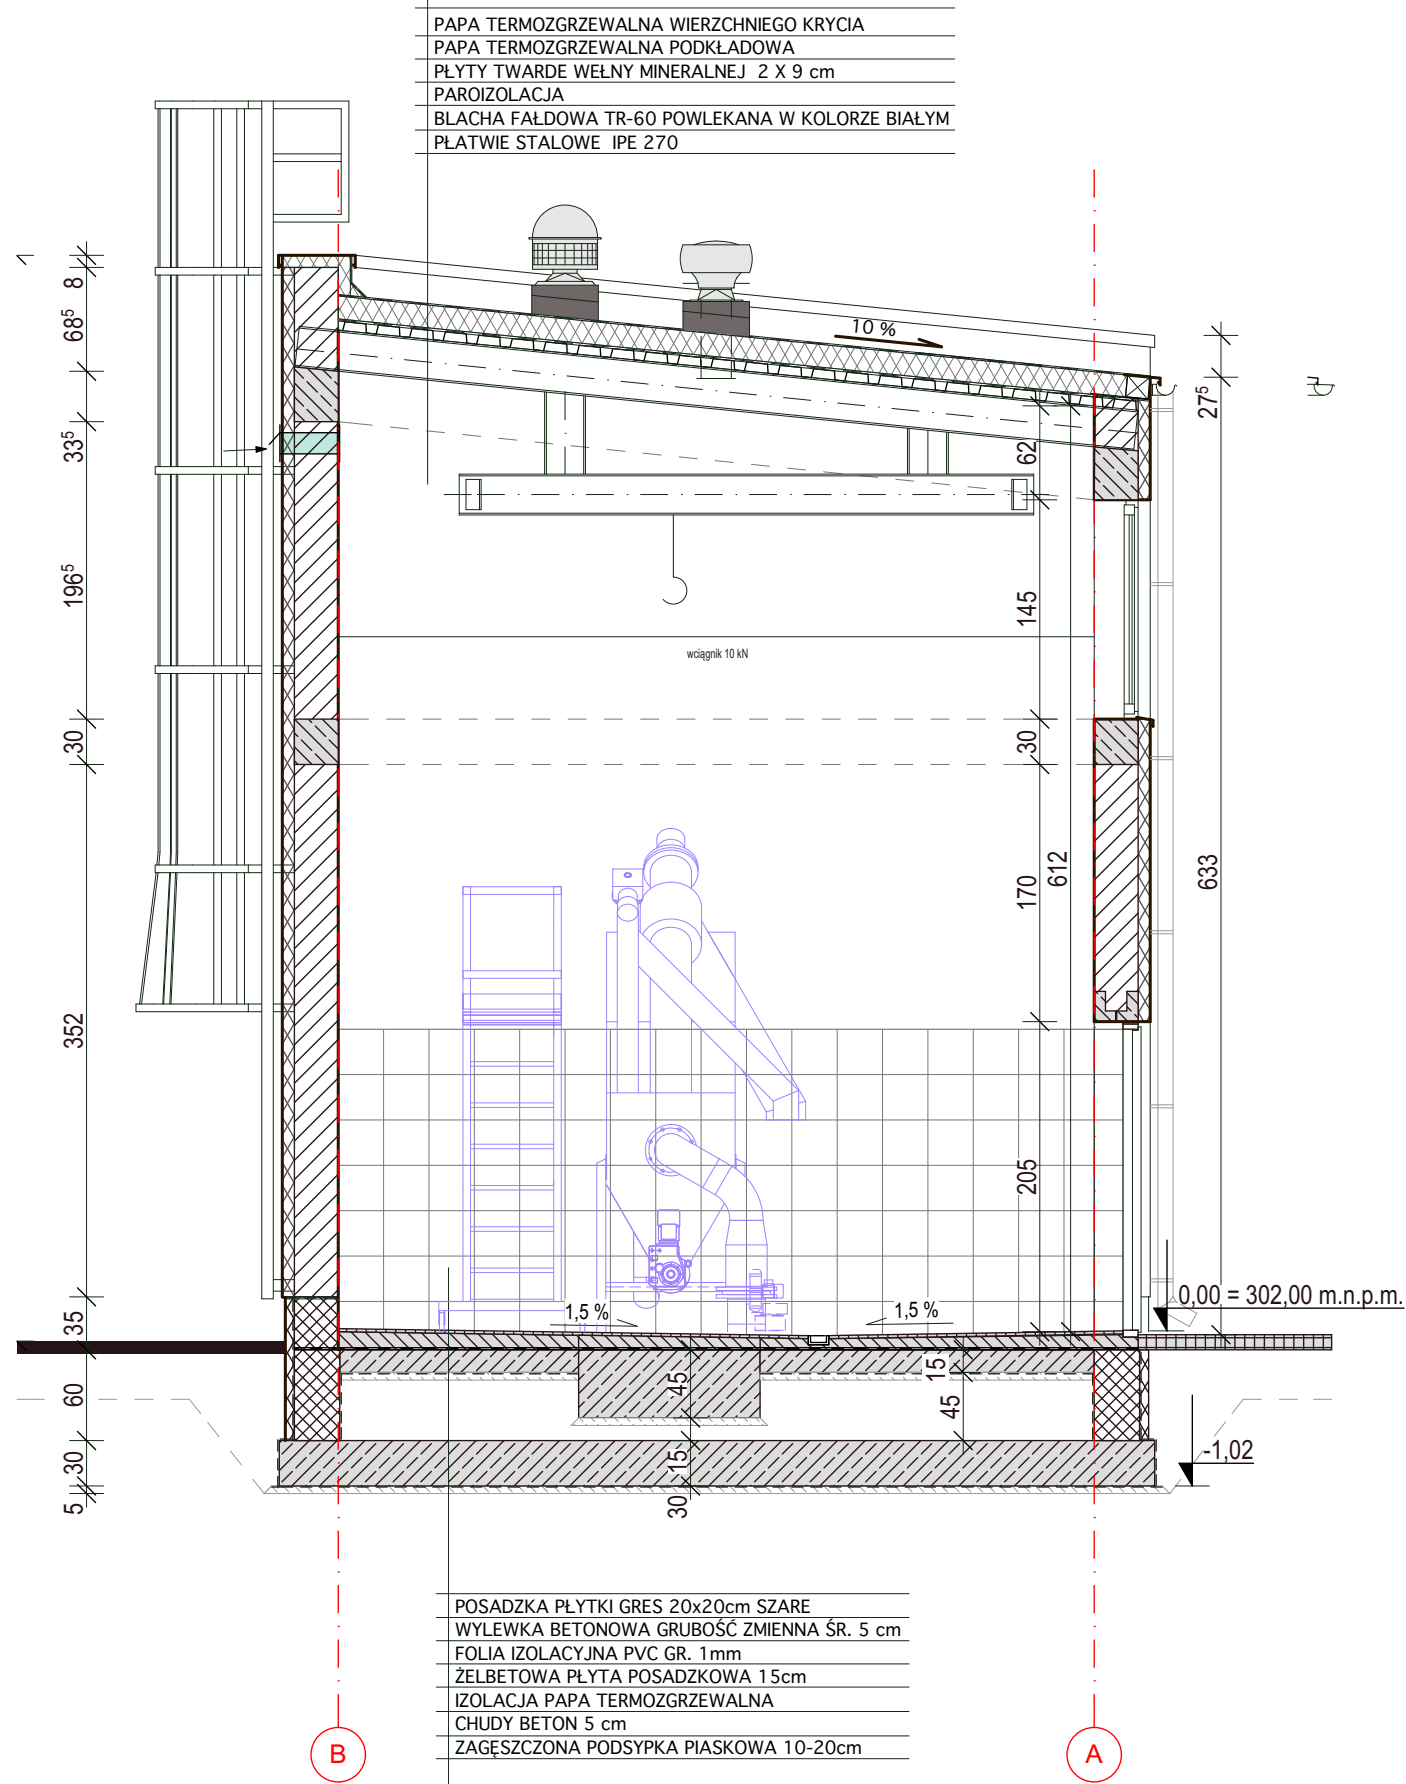 PAPA TERMOZGRZEWALNA WIERZCHNIEGO KRYCIA
PAPA TERMOZGRZEWALNA PODKŁADOWA
PŁYTY TWARDE WEŁNY MINERALNEJ 2 X 9 cm
PAROIZOLACJA
BLACHA FAŁDOWA TR-60 POWLEKANA W KOLORZE BIAŁYM
PŁATWIE STALOWE IPE 270
1
8
68⁵
33⁵
196⁵
30
352
35
60
30
5
10 %
27⁵
62
145
30
170
612
633
205
wciągnik 10 kN
1,5 %
1,5 %
0,00 = 302,00 m.n.p.m.
45
15
45
15
30
-1,02
POSADZKA PŁYTKI GRES 20x20cm SZARE
WYLEWKA BETONOWA GRUBOŚĆ ZMIENNA ŚR. 5 cm
FOLIA IZOLACYJNA PVC GR. 1mm
ŻELBETOWA PŁYTA POSADZKOWA 15cm
IZOLACJA PAPA TERMOZGRZEWALNA
CHUDY BETON 5 cm
ZAGĘSZCZONA PODSYPKA PIASKOWA 10-20cm
B
A